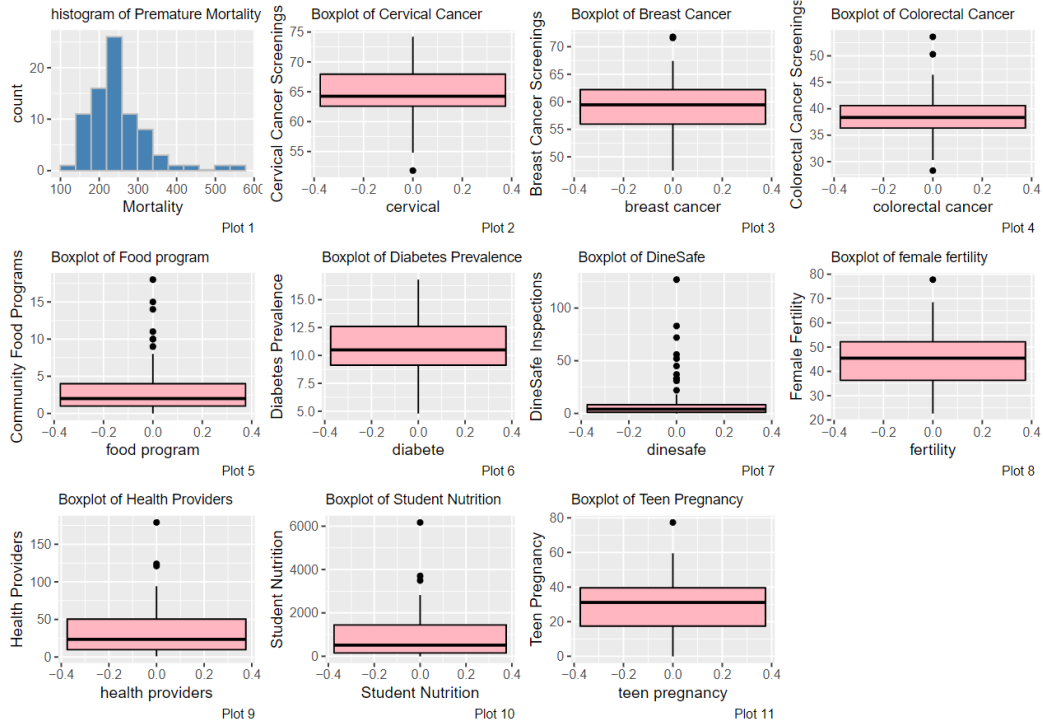 histogram of Premature Mortality
count
20
10
0
100 200 300 400 500 600
Mortality
Plot 1
Boxplot of Cervical Cancer
Cervical Cancer Screenings
70
65
60
55
−0.4 −0.2 0.0 0.2 0.4
cervical
Plot 2
Boxplot of Breast Cancer
Breast Cancer Screenings
70
65
60
55
50
−0.4 −0.2 0.0 0.2 0.4
breast cancer
Plot 3
Boxplot of Colorectal Cancer
Colorectal Cancer Screenings
50
45
40
35
30
−0.4 −0.2 0.0 0.2 0.4
colorectal cancer
Plot 4
Boxplot of Food program
Community Food Programs
15
10
5
0
−0.4 −0.2 0.0 0.2 0.4
food program
Plot 5
Boxplot of Diabetes Prevalence
Diabetes Prevalence
15.0
12.5
10.0
7.5
5.0
−0.4 −0.2 0.0 0.2 0.4
diabete
Plot 6
Boxplot of DineSafe
DineSafe Inspections
100
50
0
−0.4 −0.2 0.0 0.2 0.4
dinesafe
Plot 7
Boxplot of female fertility
Female Fertility
80
70
60
50
40
30
20
−0.4 −0.2 0.0 0.2 0.4
fertility
Plot 8
Boxplot of Health Providers
Health Providers
150
100
50
0
−0.4 −0.2 0.0 0.2 0.4
health providers
Plot 9
Boxplot of Student Nutrition
Student Nutrition
6000
4000
2000
0
−0.4 −0.2 0.0 0.2 0.4
Student Nutrition
Plot 10
Boxplot of Teen Pregnancy
Teen Pregnancy
80
60
40
20
0
−0.4 −0.2 0.0 0.2 0.4
teen pregnancy
Plot 11